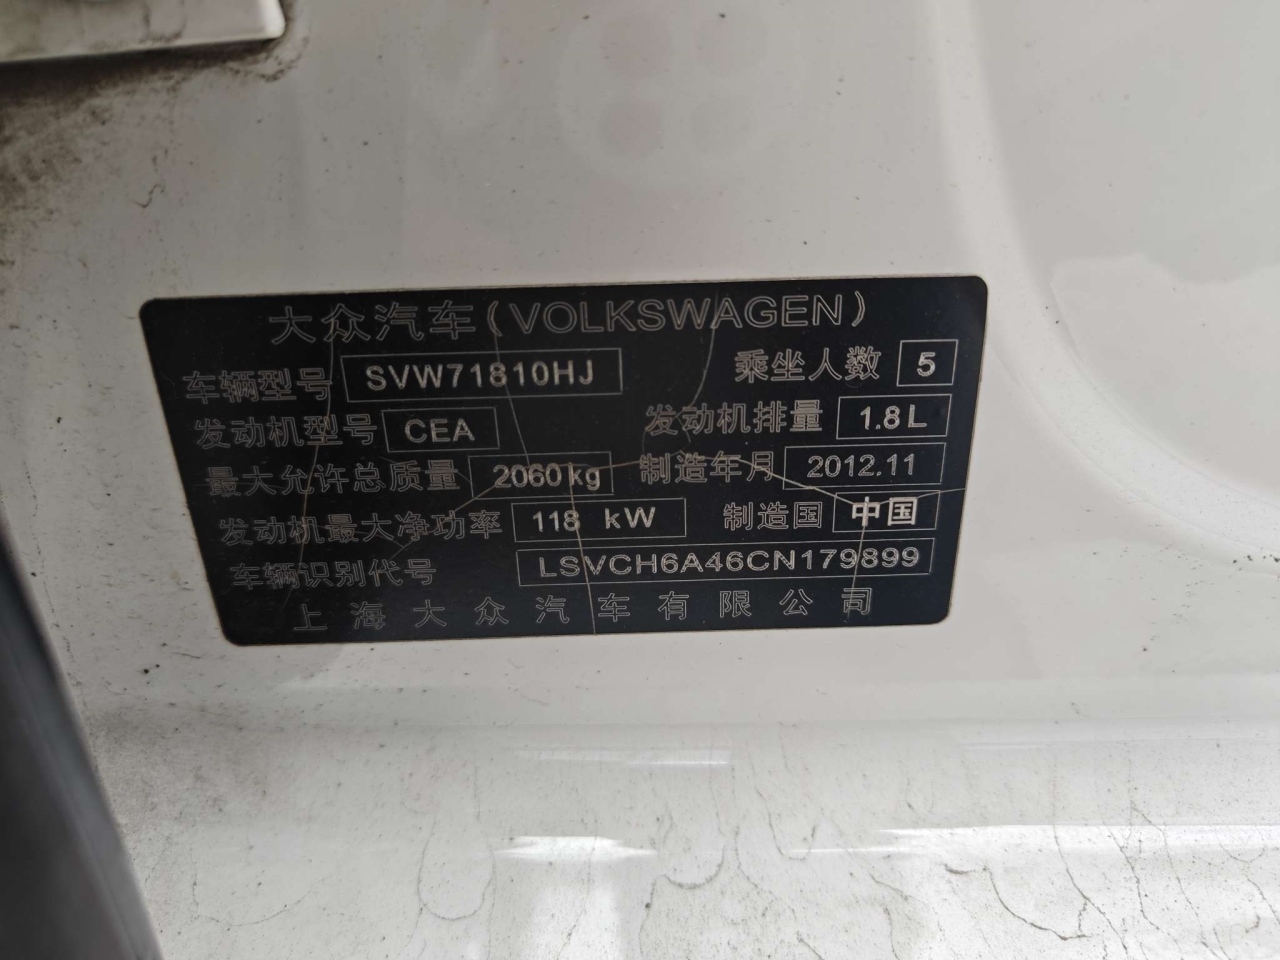 大众汽车(VOLKSWAGEN)
车辆型号 SVW71810HJ 乘坐人数 5
发动机型号 CEA 发动机排量 1.8L
最大允许总质量 2060kg 制造年月 2012.11
发动机最大净功率 118 kW 制造国 中国
车辆识别代号 LSVCH6A46CN179899
上海大众汽车有限公司